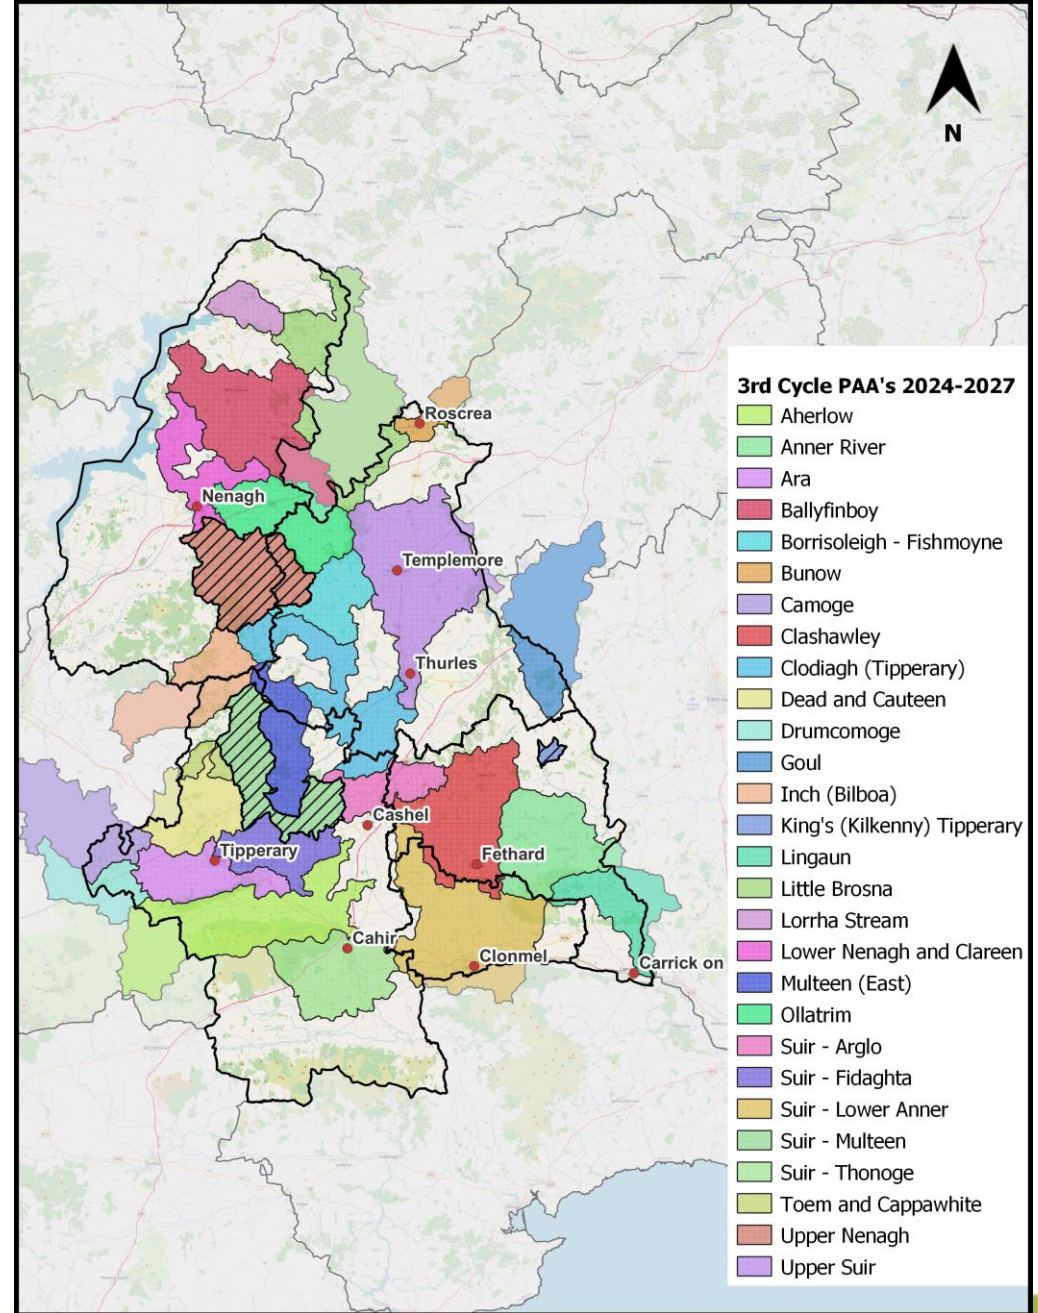 N
3rd Cycle PAA's 2024-2027
Aherlow
Anner River
Ara
Ballyfinboy
Borrisoleigh - Fishmoyne
Bunow
Camoge
Clashawley
Clodiagh (Tipperary)
Dead and Cauteen
Drumcomoge
Goul
Inch (Bilboa)
King's (Kilkenny) Tipperary
Lingaun
Little Brosna
Lorrha Stream
Lower Nenagh and Clareen
Multeen (East)
Ollatrim
Suir - Arglo
Suir - Fidaghta
Suir - Lower Anner
Suir - Multeen
Suir - Thonoge
Toem and Cappawhite
Upper Nenagh
Upper Suir
Roscrea
Nenagh
Templemore
Thurles
Cashel
Tipperary
Fethard
Cahir
Clonmel
Carrick on